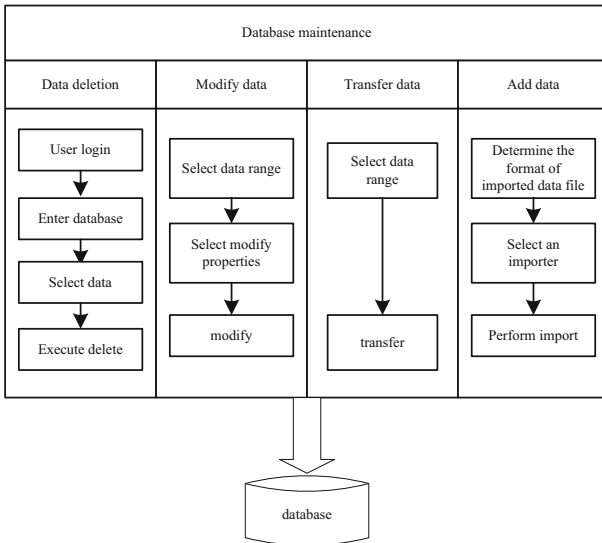 Database maintenance
Data deletion
Modify data
Transfer data
Add data
User login
Enter database
Select data
Execute delete
Select data range
Select modify
properties
modify
Select data
range
transfer
Determine the
format of
imported data file
Select an
importer
Perform import
database